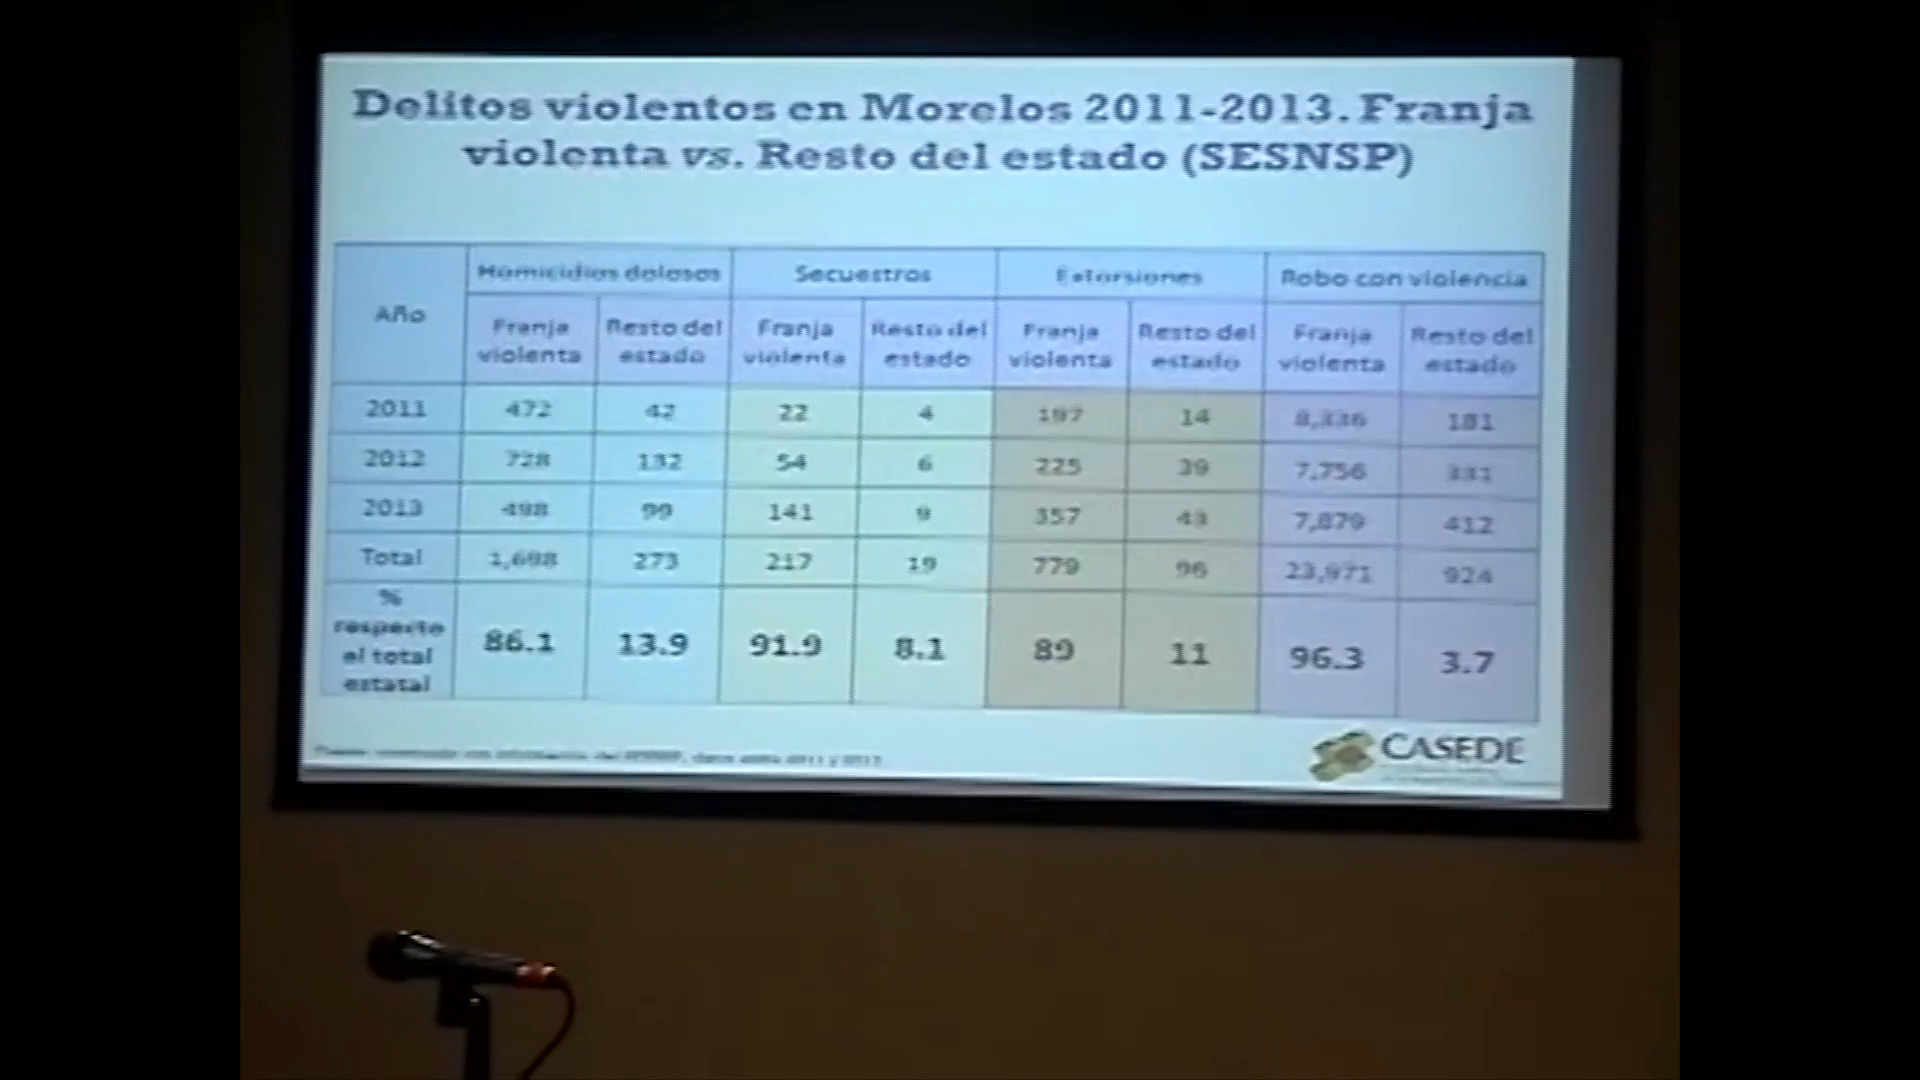 Delitos violentos en Morelos 2011-2013. Franja
violenta vs. Resto del estado (SESNSP)
Año
Homicidios dolosos
Secuestros
Extorsiones
Robo con violencia
Franja violenta
Resto del estado
Franja violenta
Resto del estado
Franja violenta
Resto del estado
Franja violenta
Resto del estado
2011 472 42 22 4 197 14 8,336 181
2012 728 132 54 6 225 39 7,756 331
2013 498 99 141 9 357 43 7,879 412
Total 1,698 273 217 19 779 96 23,971 924
% respecto al total estatal 86.1 13.9 91.9 8.1 89 11 96.3 3.7
CASEDE